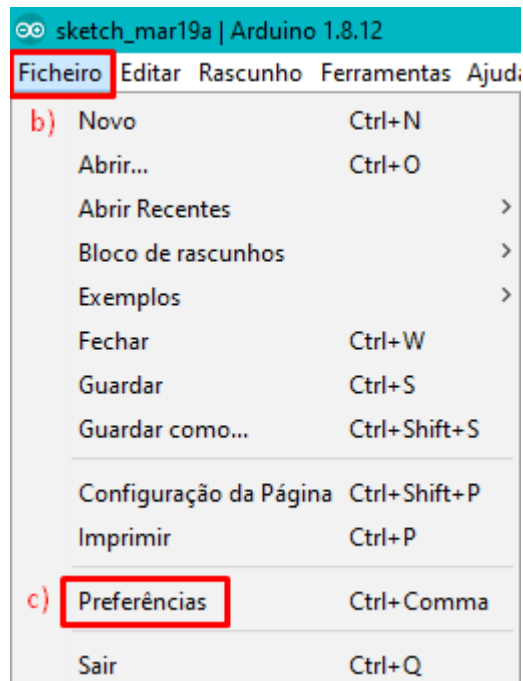 sketch_mar19a | Arduino 1.8.12
Ficheiro Editar Rascunho Ferramentas Ajuda
b) Novo Ctrl+N
Abrir... Ctrl+O
Abrir Recentes >
Bloco de rascunhos >
Exemplos >
Fechar Ctrl+W
Guardar Ctrl+S
Guardar como... Ctrl+Shift+S
Configuração da Página Ctrl+Shift+P
Imprimir Ctrl+P
c) Preferências Ctrl+Comma
Sair Ctrl+Q